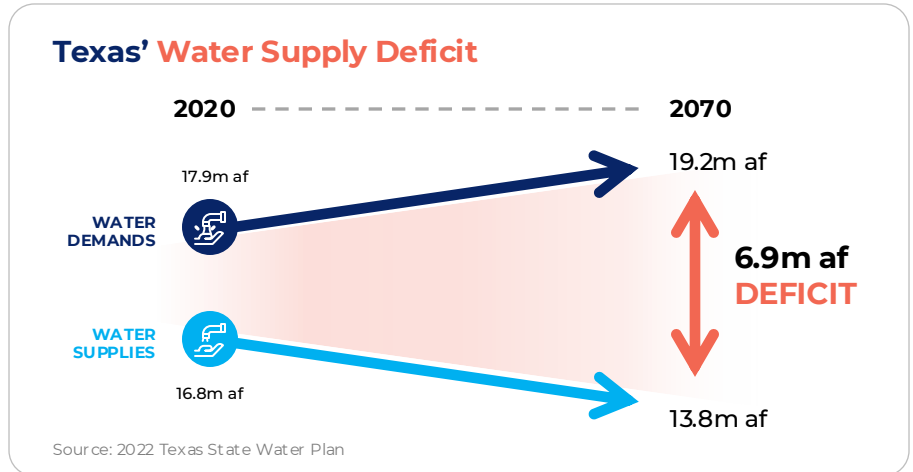 Texas’ Water Supply Deficit
2020
2070
17.9m af
19.2m af
WATER
DEMANDS
6.9m af
DEFICIT
WATER
SUPPLIES
16.8m af
13.8m af
Source: 2022 Texas State Water Plan